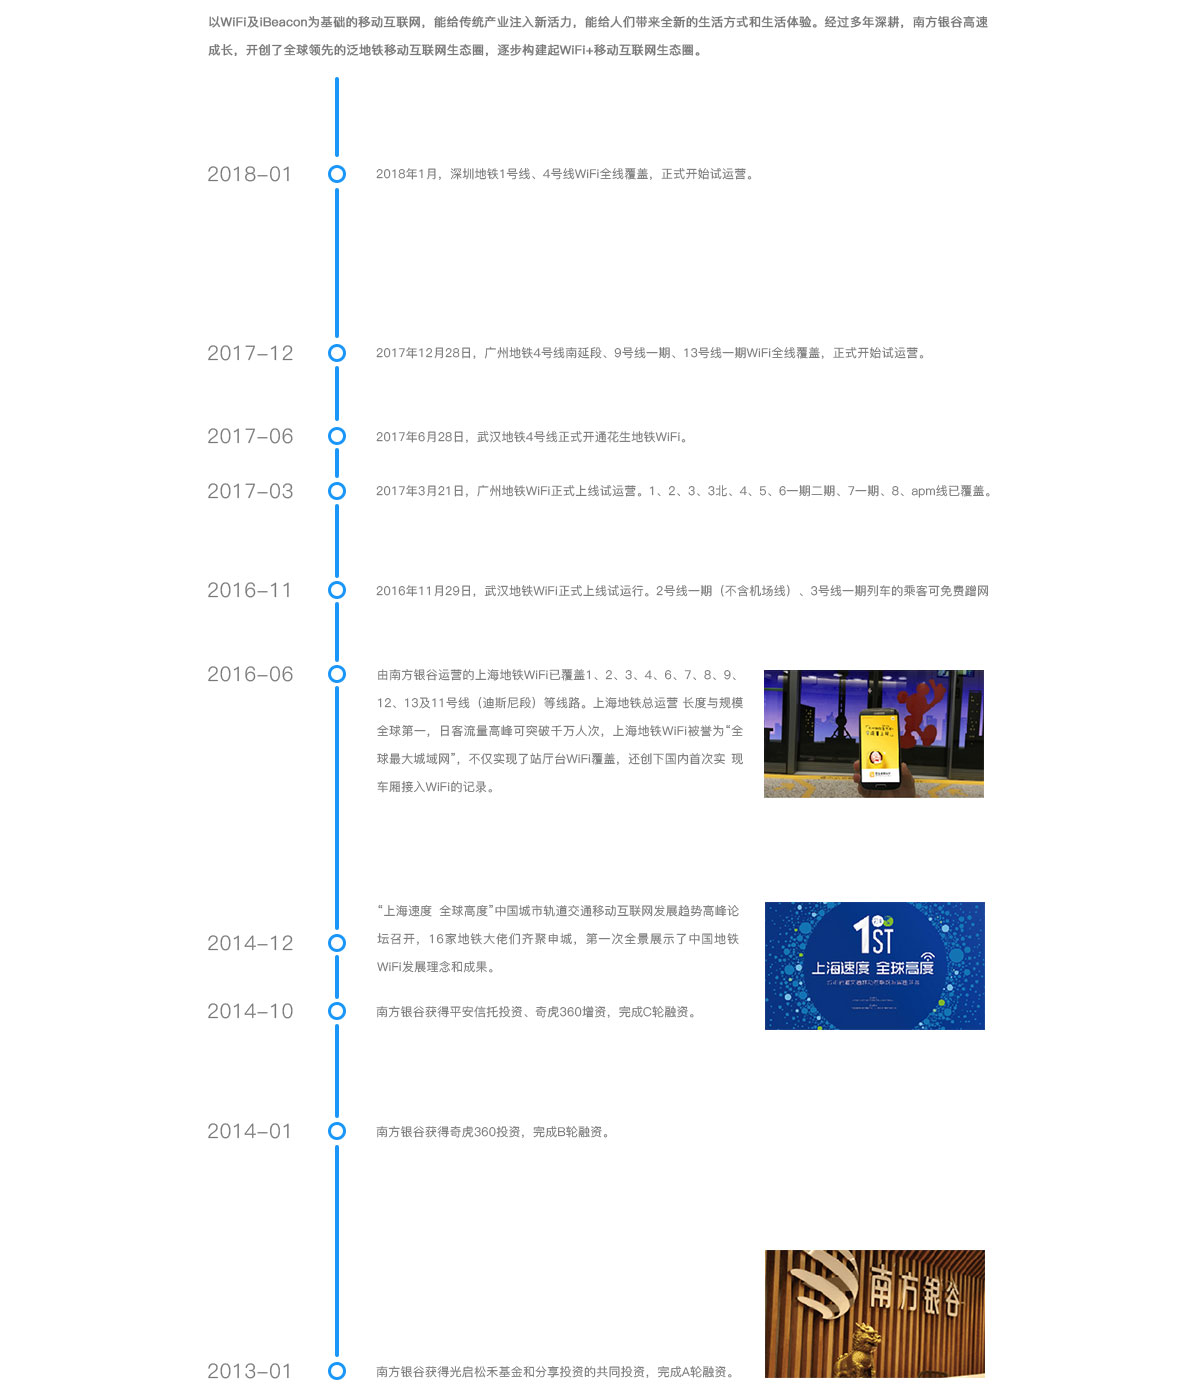 以WiFi及iBeacon为基础的移动互联网，能给传统产业注入新活力，能给人们带来全新的生活方式和生活体验。经过多年深耕，南方银谷高速
成长，开创了全球领先的泛地铁移动互联网生态圈，逐步构建起WiFi+移动互联网生态圈。
2018-01
2018年1月，深圳地铁1号线、4号线WiFi全线覆盖，正式开始试运营。
2017-12
2017年12月28日，广州地铁4号线南延段、9号线一期、13号线一期WiFi全线覆盖，正式开始试运营。
2017-06
2017年6月28日，武汉地铁4号线正式开通花生地铁WiFi。
2017-03
2017年3月21日，广州地铁WiFi正式上线试运营。1、2、3、3北、4、5、6一期二期、7一期、8、apm线已覆盖。
2016-11
2016年11月29日，武汉地铁WiFi正式上线试运行。2号线一期（不含机场线）、3号线一期列车的乘客可免费蹭网
2016-06
由南方银谷运营的上海地铁WiFi已覆盖1、2、3、4、6、7、8、9、
12、13及11号线（迪斯尼段）等线路。上海地铁总运营 长度与规模
全球第一，日客流量高峰可突破千万人次，上海地铁WiFi被誉为“全
球最大城域网”，不仅实现了站厅台WiFi覆盖，还创下国内首次实 现
车厢接入WiFi的记录。
2014-12
“上海速度 全球高度”中国城市轨道交通移动互联网发展趋势高峰论
坛召开，16家地铁大佬们齐聚申城，第一次全景展示了中国地铁
WiFi发展理念和成果。
1ST
上海速度 全球高度
2014-10
南方银谷获得平安信托投资、奇虎360增资，完成C轮融资。
2014-01
南方银谷获得奇虎360投资，完成B轮融资。
南方银谷
2013-01
南方银谷获得光启松禾基金和分享投资的共同投资，完成A轮融资。